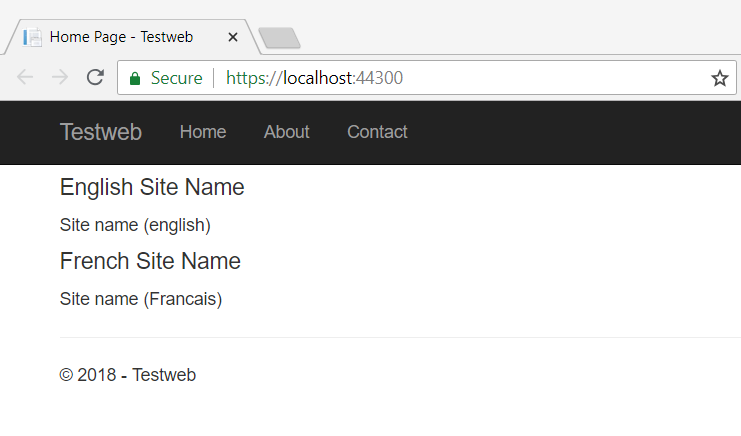 Home Page - Testweb
Secure https://localhost:44300
Testweb Home About Contact
English Site Name
Site name (english)
French Site Name
Site name (Francais)
© 2018 - Testweb